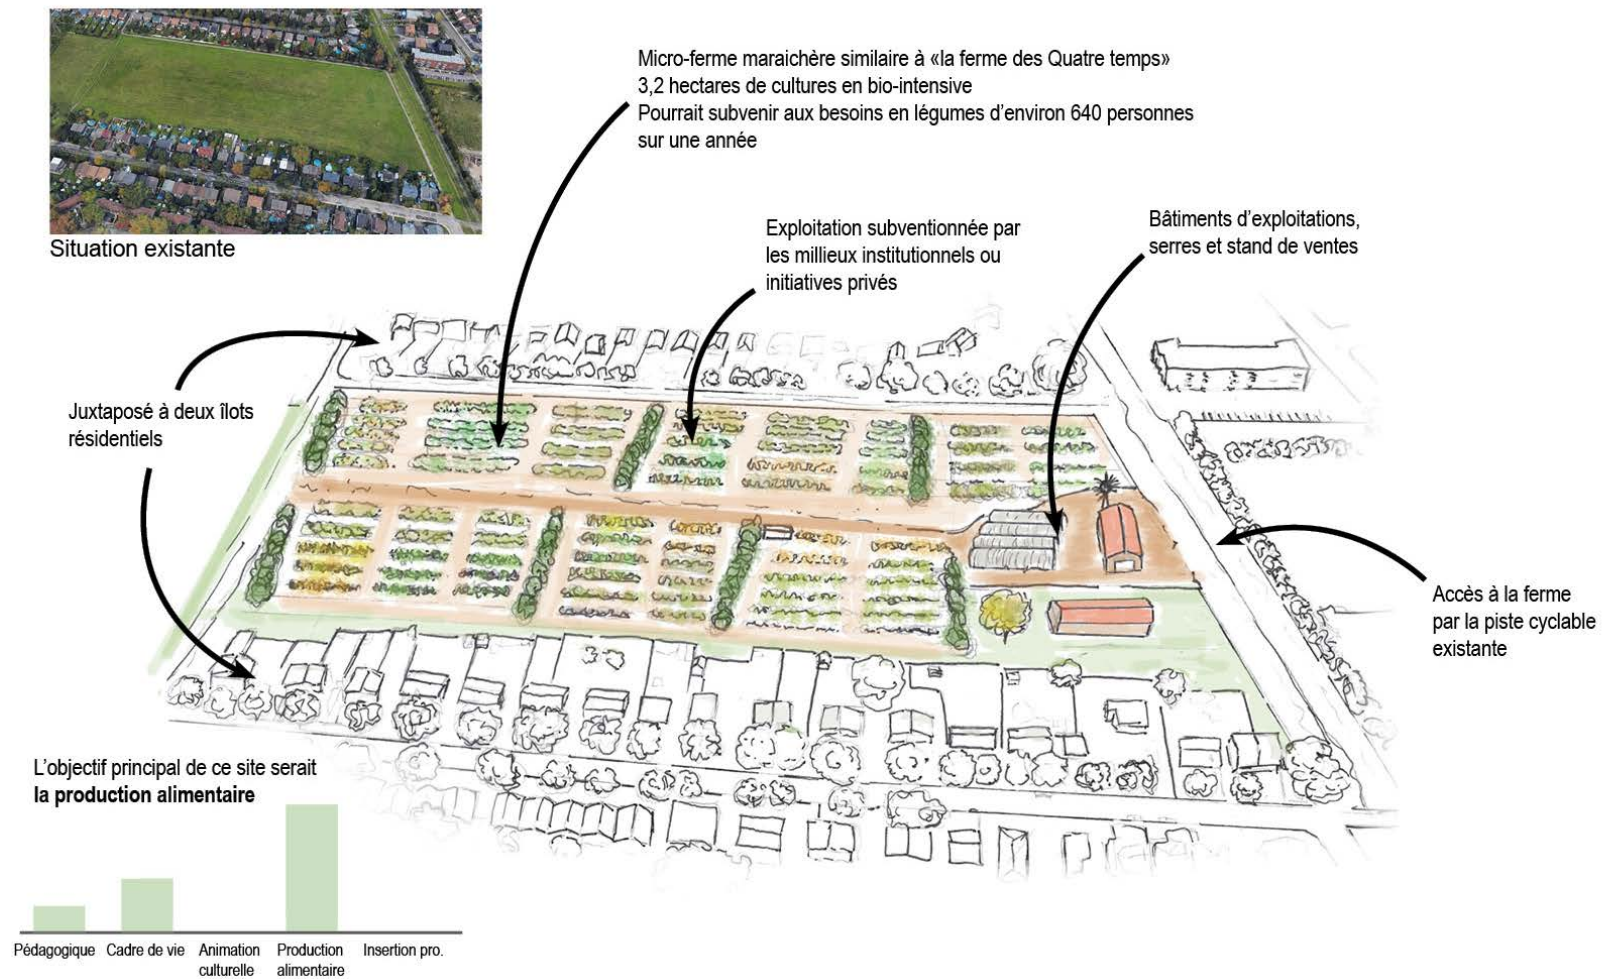 Situation existante
Micro-ferme maraichère similaire à «la ferme des Quatre temps»
3,2 hectares de cultures en bio-intensive
Pourrait subvenir aux besoins en légumes d'environ 640 personnes
sur une année
Exploitation subventionnée par
les millieux institutionnels ou
initiatives privés
Bâtiments d'exploitations,
serres et stand de ventes
Juxtaposé à deux îlots
résidentiels
Accès à la ferme
par la piste cyclable
existante
L'objectif principal de ce site serait
la production alimentaire
Pédagogique
Cadre de vie
Animation
culturelle
Production
alimentaire
Insertion pro.